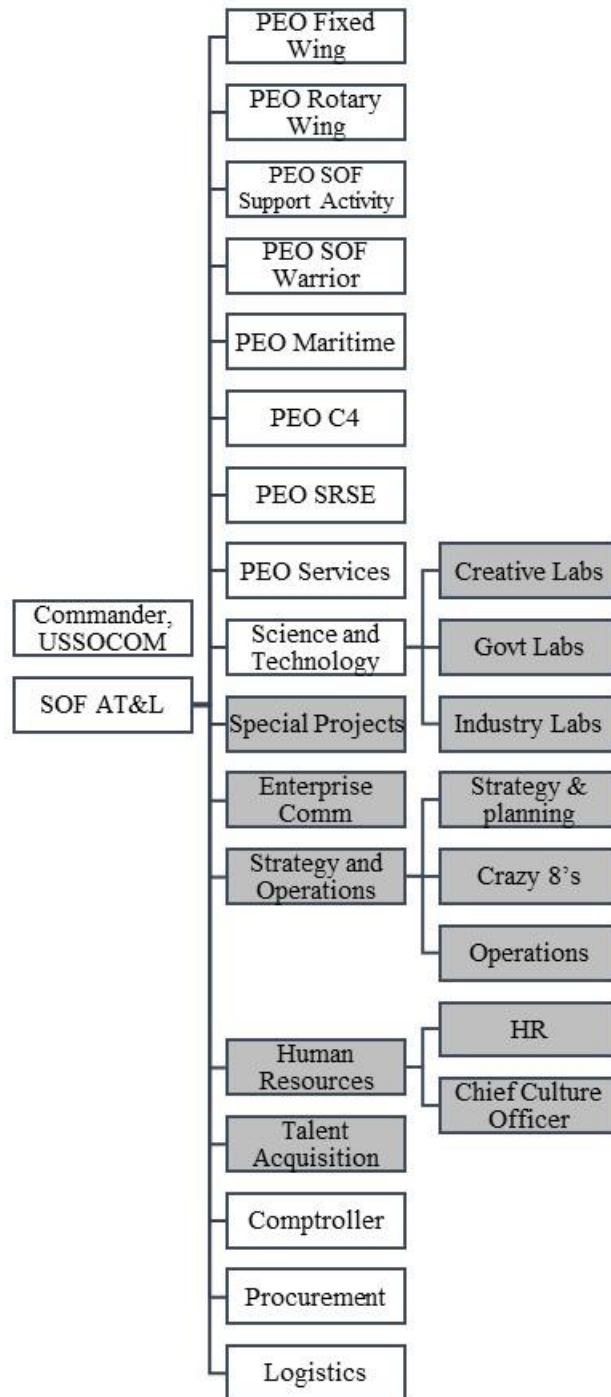 PEO Fixed
Wing
PEO Rotary
Wing
PEO SOF
Support Activity
PEO SOF
Warrior
PEO Maritime
PEO C4
PEO SRSE
PEO Services
Creative Labs
Commander,
USSOCOM
Science and
Technology
Govt Labs
SOF AT&L
Special Projects
Industry Labs
Enterprise
Comm
Strategy &
planning
Strategy and
Operations
Crazy 8's
Operations
HR
Human
Resources
Chief Culture
Officer
Talent
Acquisition
Comptroller
Procurement
Logistics